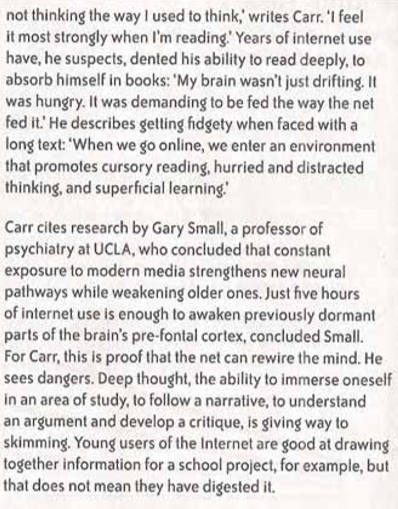 not thinking the way I used to think,' writes Carr. 'I feel
it most strongly when I'm reading.' Years of internet use
have, he suspects, dented his ability to read deeply, to
absorb himself in books: 'My brain wasn't just drifting. It
was hungry. It was demanding to be fed the way the net
fed it.' He describes getting fidgety when faced with a
long text: 'When we go online, we enter an environment
that promotes cursory reading, hurried and distracted
thinking, and superficial learning.'
Carr cites research by Gary Small, a professor of
psychiatry at UCLA, who concluded that constant
exposure to modern media strengthens new neural
pathways while weakening older ones. Just five hours
of internet use is enough to awaken previously dormant
parts of the brain's pre-fontal cortex, concluded Small.
For Carr, this is proof that the net can rewire the mind. He
sees dangers. Deep thought, the ability to immerse oneself
in an area of study, to follow a narrative, to understand
an argument and develop a critique, is giving way to
skimming. Young users of the Internet are good at drawing
together information for a school project, for example, but
that does not mean they have digested it.